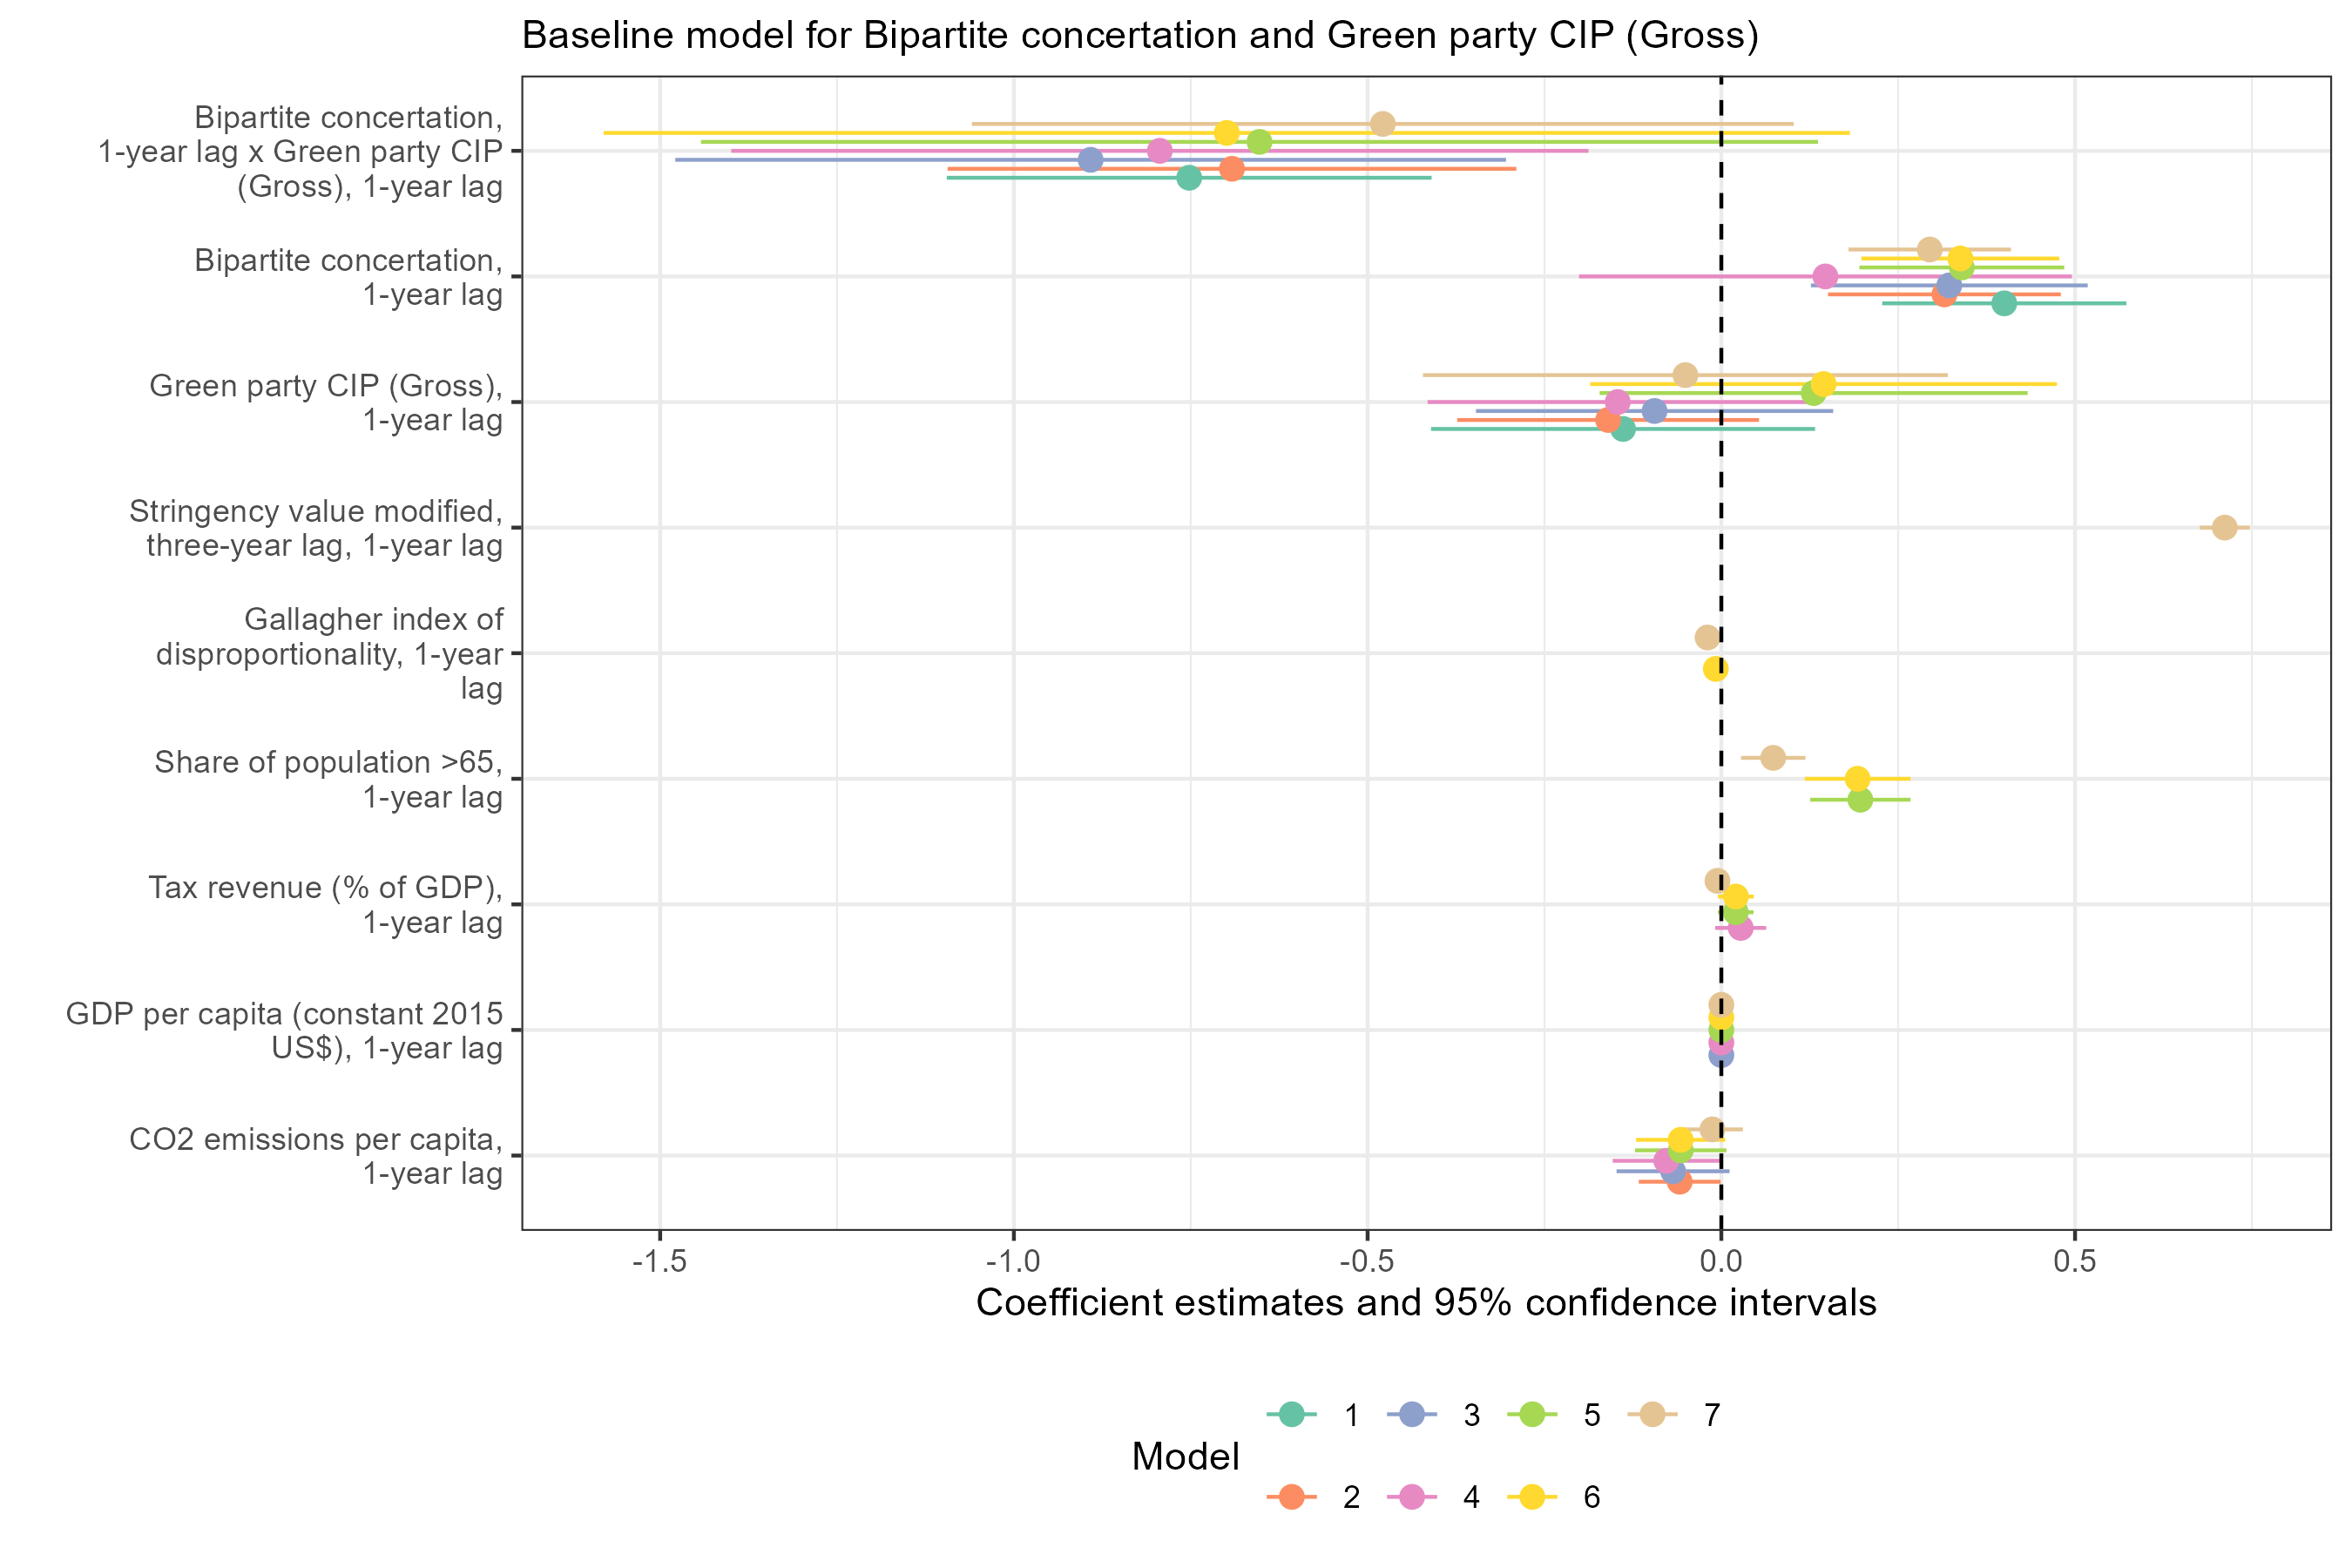 Baseline model for Bipartite concertation and Green party CIP (Gross)
Bipartite concertation,
1-year lag x Green party CIP
(Gross), 1-year lag
Bipartite concertation,
1-year lag
Green party CIP (Gross),
1-year lag
Stringency value modified,
three-year lag, 1-year lag
Gallagher index of
disproportionality, 1-year
lag
Share of population >65,
1-year lag
Tax revenue (% of GDP),
1-year lag
GDP per capita (constant 2015
US$), 1-year lag
CO2 emissions per capita,
1-year lag
-1.5 -1.0 -0.5 0.0 0.5
Coefficient estimates and 95% confidence intervals
Model
1 3 5 7
2 4 6